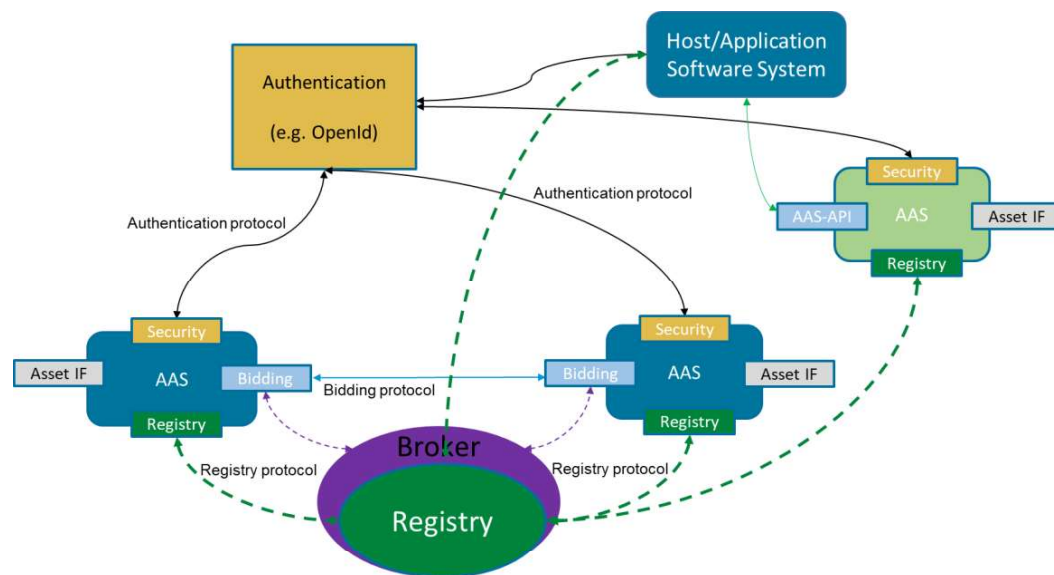 Host/Application
Software System
Authentication
(e.g. OpenId)
Security
Authentication protocol
AAS-API
AAS
Asset IF
Authentication protocol
Registry
Security
Security
Asset IF
AAS
Bidding
Bidding protocol
Bidding
AAS
Asset IF
Registry
Registry
Broker
Registry protocol
Registry protocol
Registry